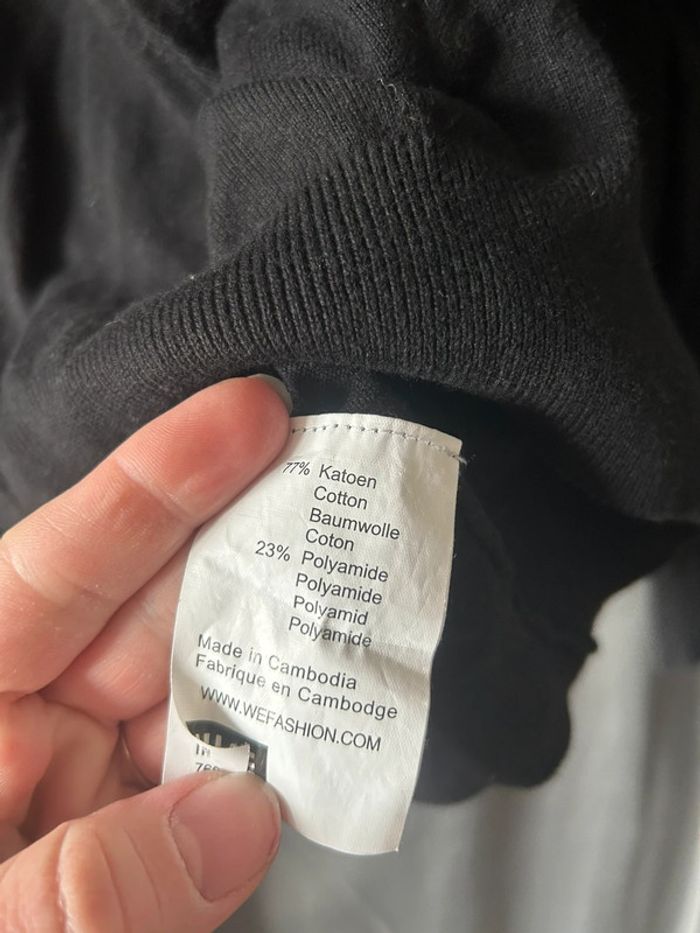 77% Katoen
Cotton
Baumwolle
Coton
23% Polyamide
Polyamide
Polyamid
Polyamide
Made in Cambodia
Fabrique en Cambodge
WWW.WEFASHION.COM